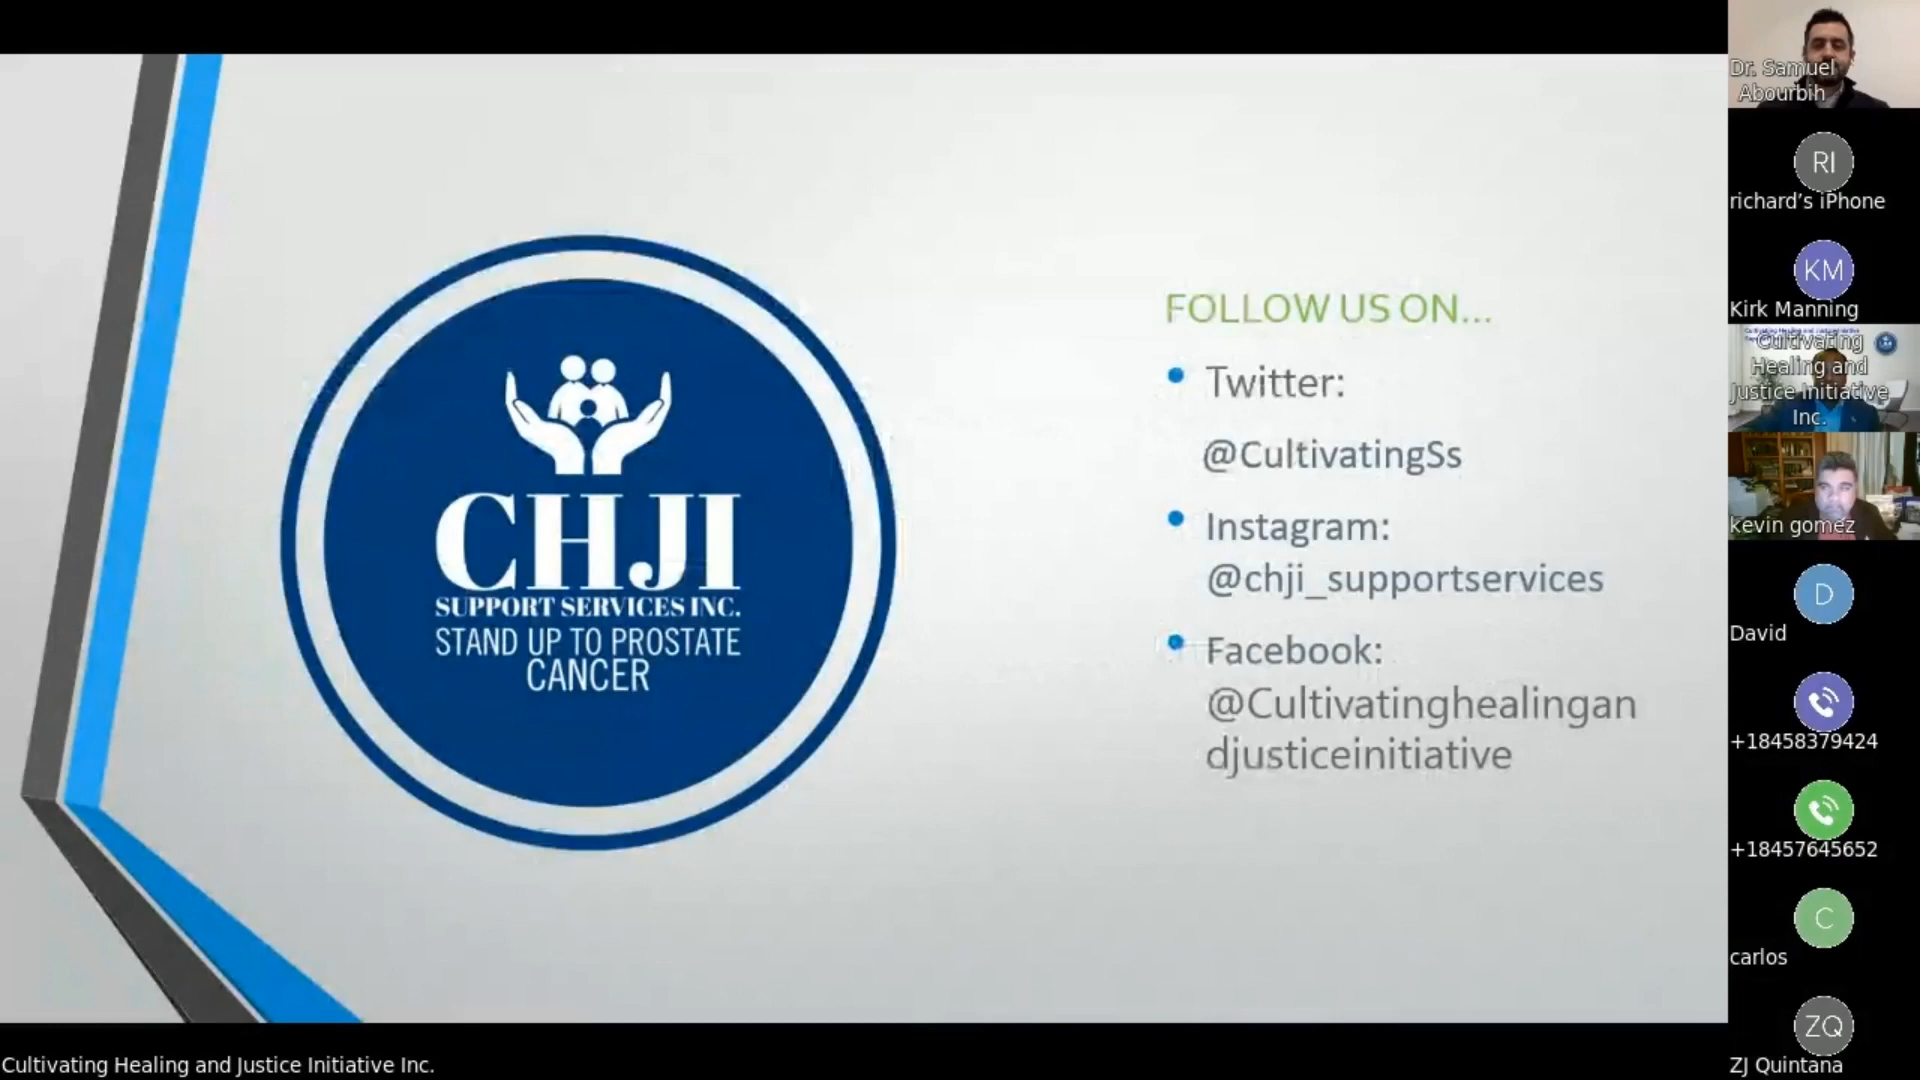 CHJI
SUPPORT SERVICES INC.
STAND UP TO PROSTATE
CANCER
FOLLOW US ON...
Twitter:
@CultivatingSs
Instagram:
@chji_supportservices
Facebook:
@Cultivatinghealingan
djusticeinitiative
Dr. Samuel
Abourbih
RI
richard’s iPhone
KM
Kirk Manning
Cultivating
Healing and
Justice Initiative
Inc.
kevin gomez
D
David
+18458379424
+18457645652
C
carlos
ZQ
ZJ Quintana
Cultivating Healing and Justice Initiative Inc.